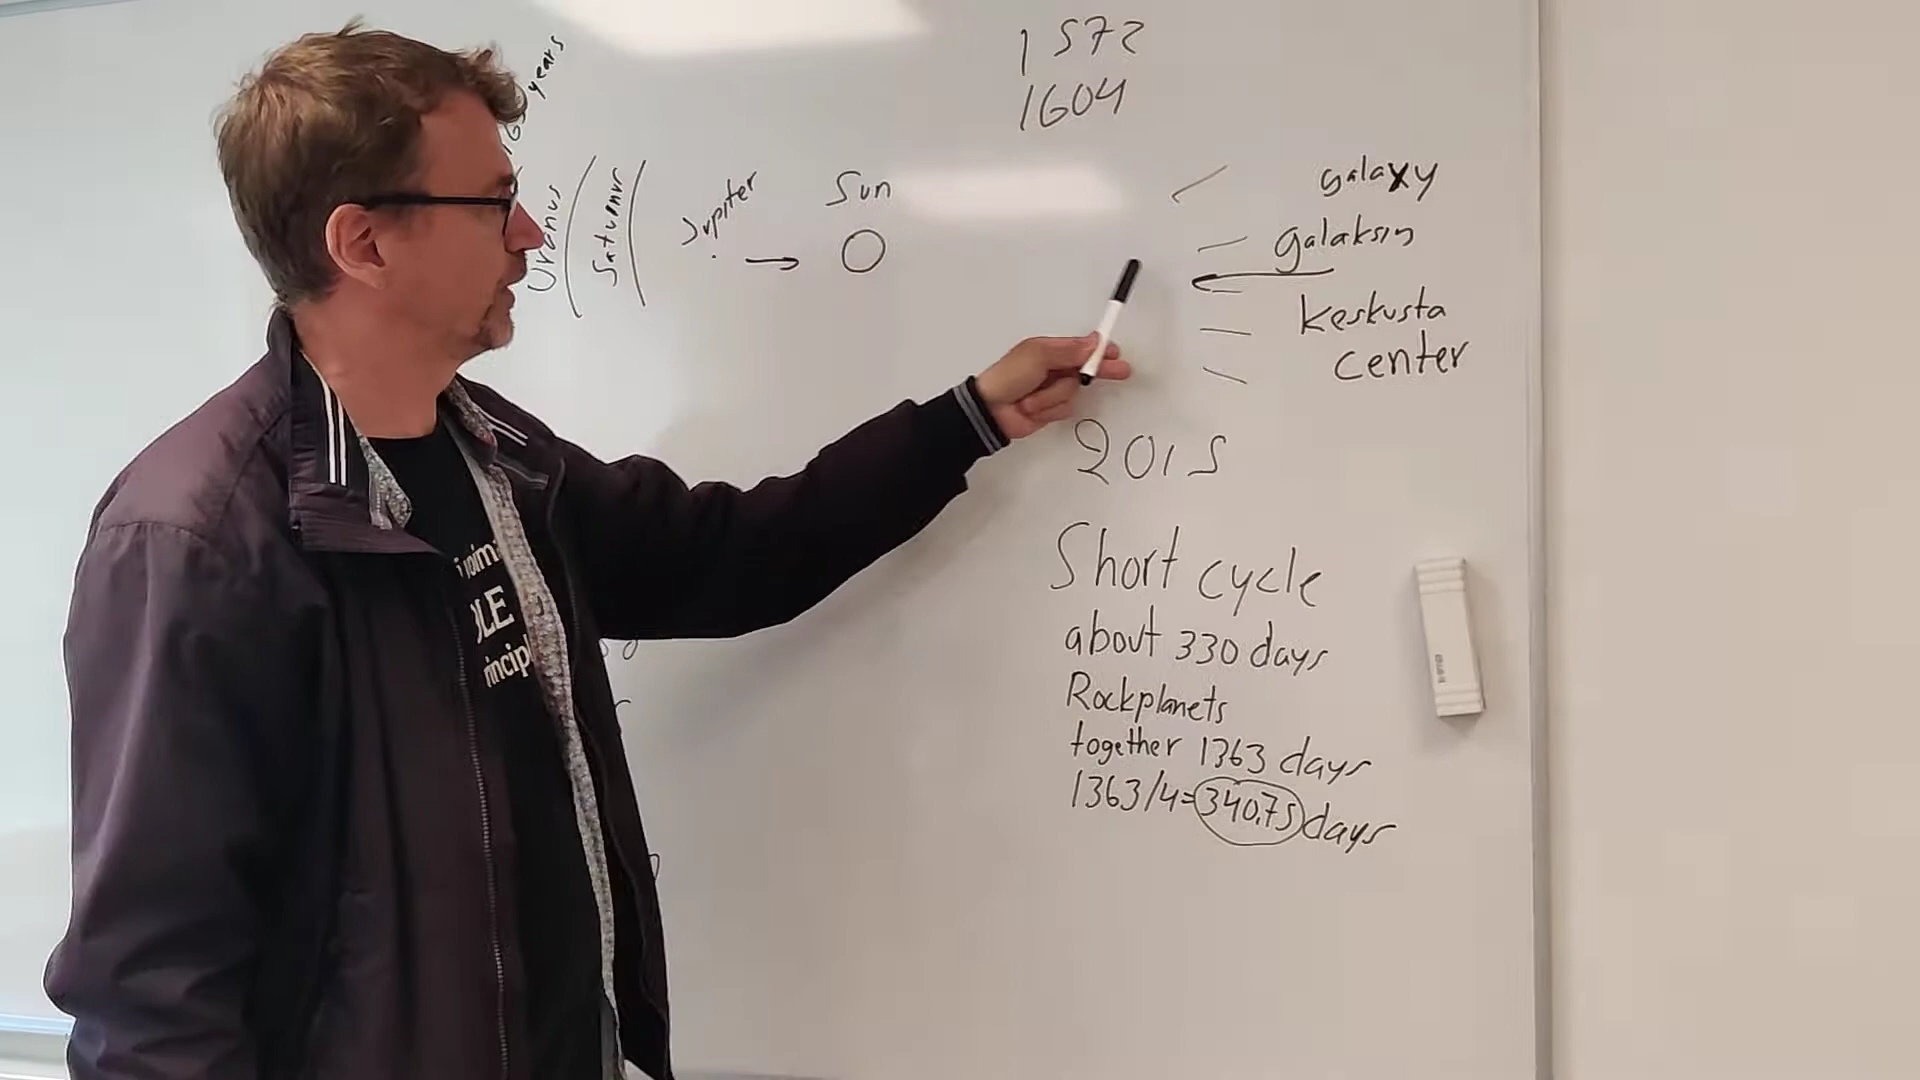 1572
1604
years
Uranus
Saturnus
Jupiter
Sun
galaxy
galaksin
keskusta
center
2015
Short cycle
about 330 days
Rockplanets
together 1363 days
1363/4=340,75 days